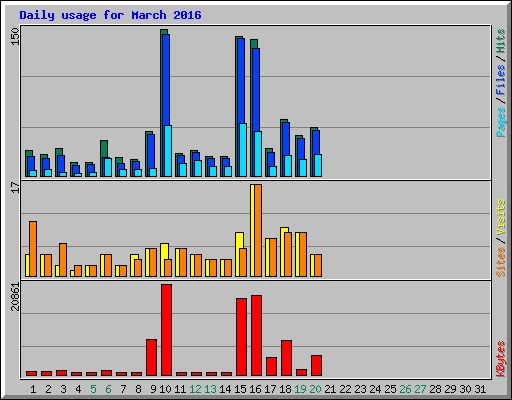 Daily usage for March 2016
150
Pages / Files / Hits
17
Sites / Visits
20861
KBytes
1 2 3 4 5 6 7 8 9 10 11 12 13 14 15 16 17 18 19 20 21 22 23 24 25 26 27 28 29 30 31